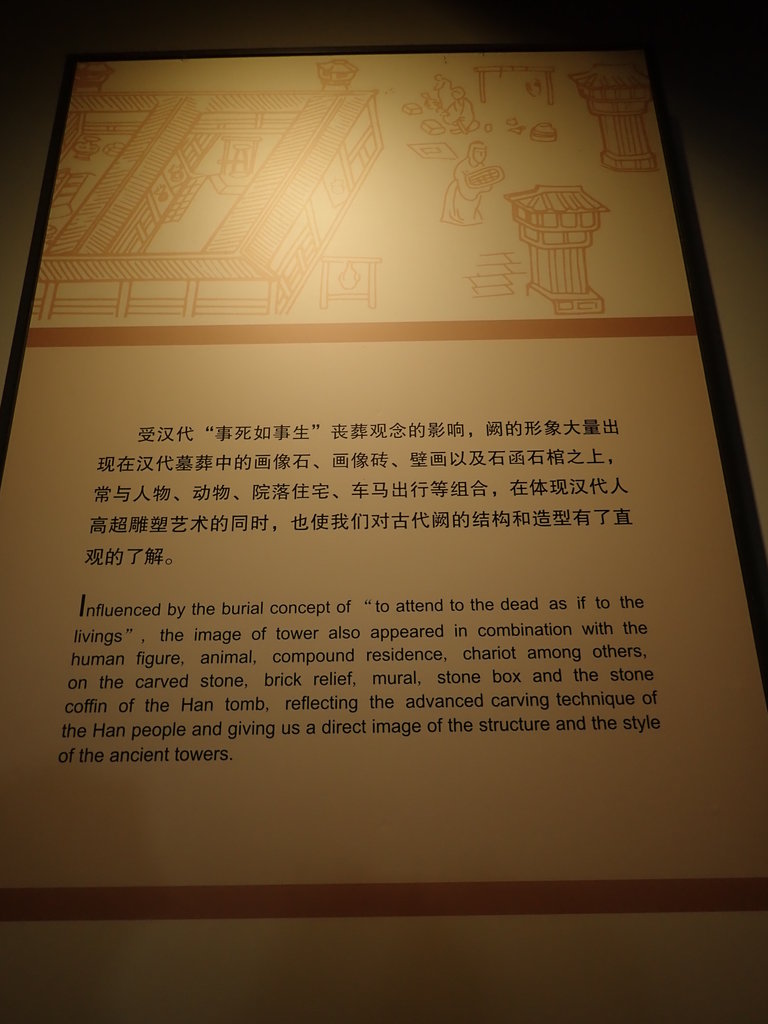 受汉代“事死如事生”丧葬观念的影响，阙的形象大量出
现在汉代墓葬中的画像石、画像砖、壁画以及石函石棺之上，
常与人物、动物、院落住宅、车马出行等组合，在体现汉代人
高超雕塑艺术的同时，也使我们对古代阙的结构和造型有了直
观的了解。
Influenced by the burial concept of “to attend to the dead as if to the
livings”, the image of tower also appeared in combination with the
human figure, animal, compound residence, chariot among others,
on the carved stone, brick relief, mural, stone box and the stone
coffin of the Han tomb, reflecting the advanced carving technique of
the Han people and giving us a direct image of the structure and the style
of the ancient towers.